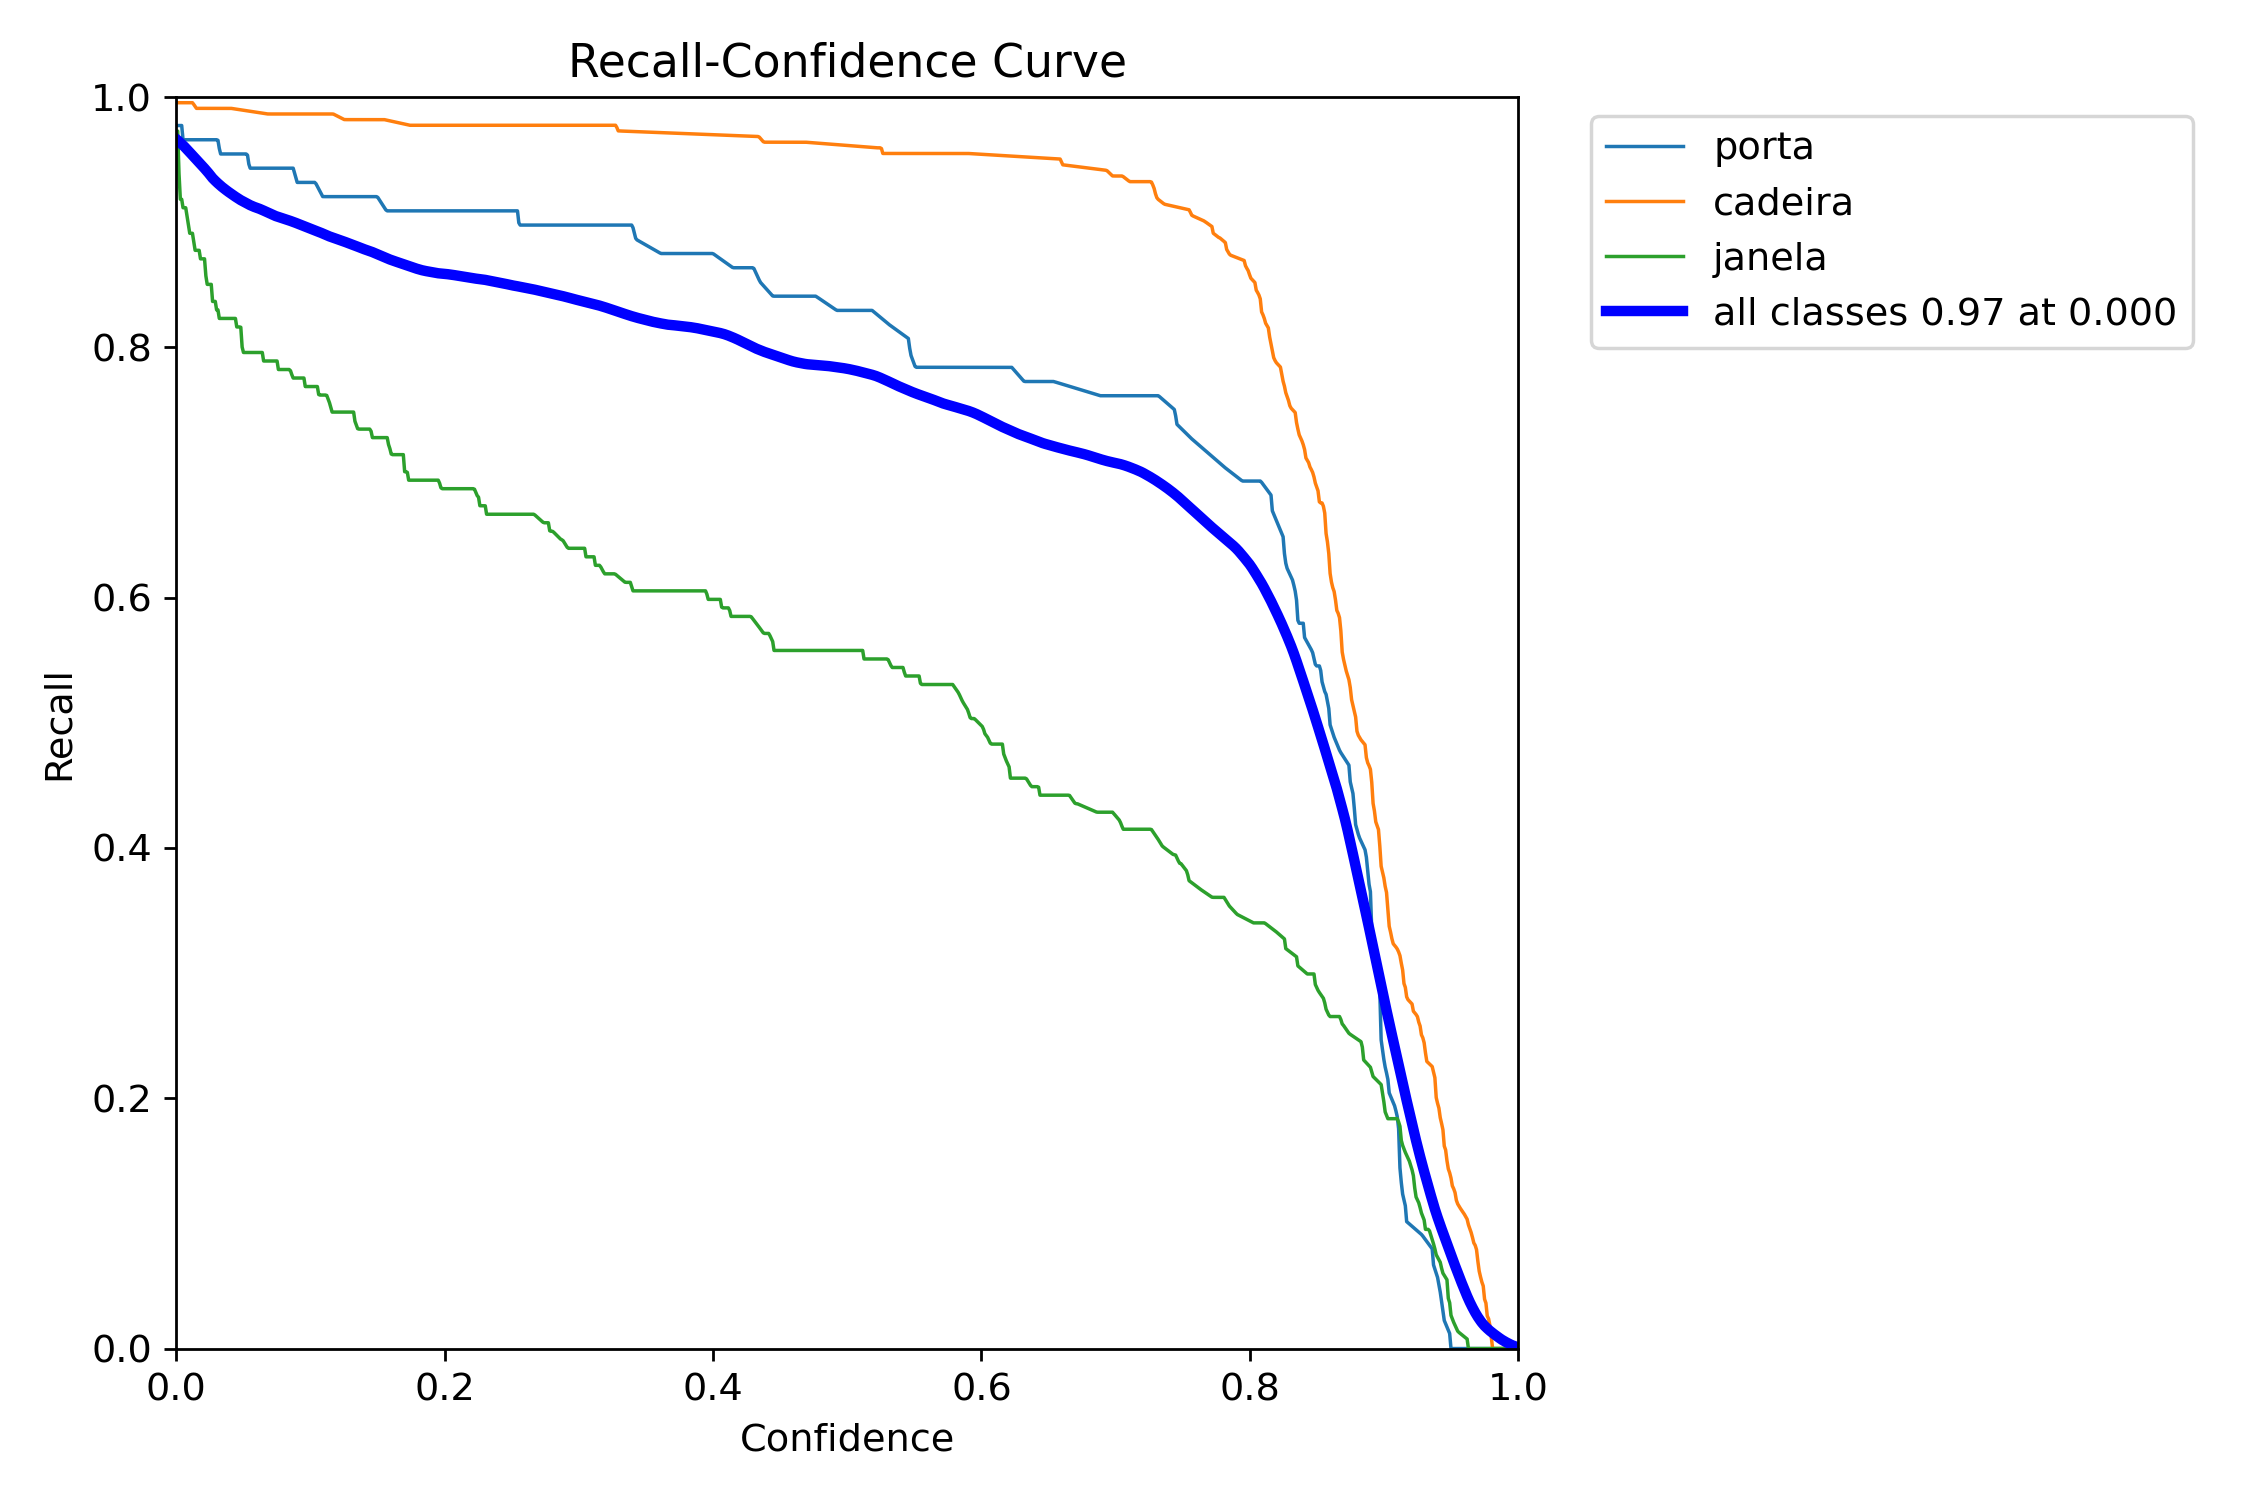 Recall-Confidence Curve
1.0
0.8
0.6
0.4
0.2
0.0
Recall
0.0 0.2 0.4 0.6 0.8 1.0
Confidence
porta
cadeira
janela
all classes 0.97 at 0.000